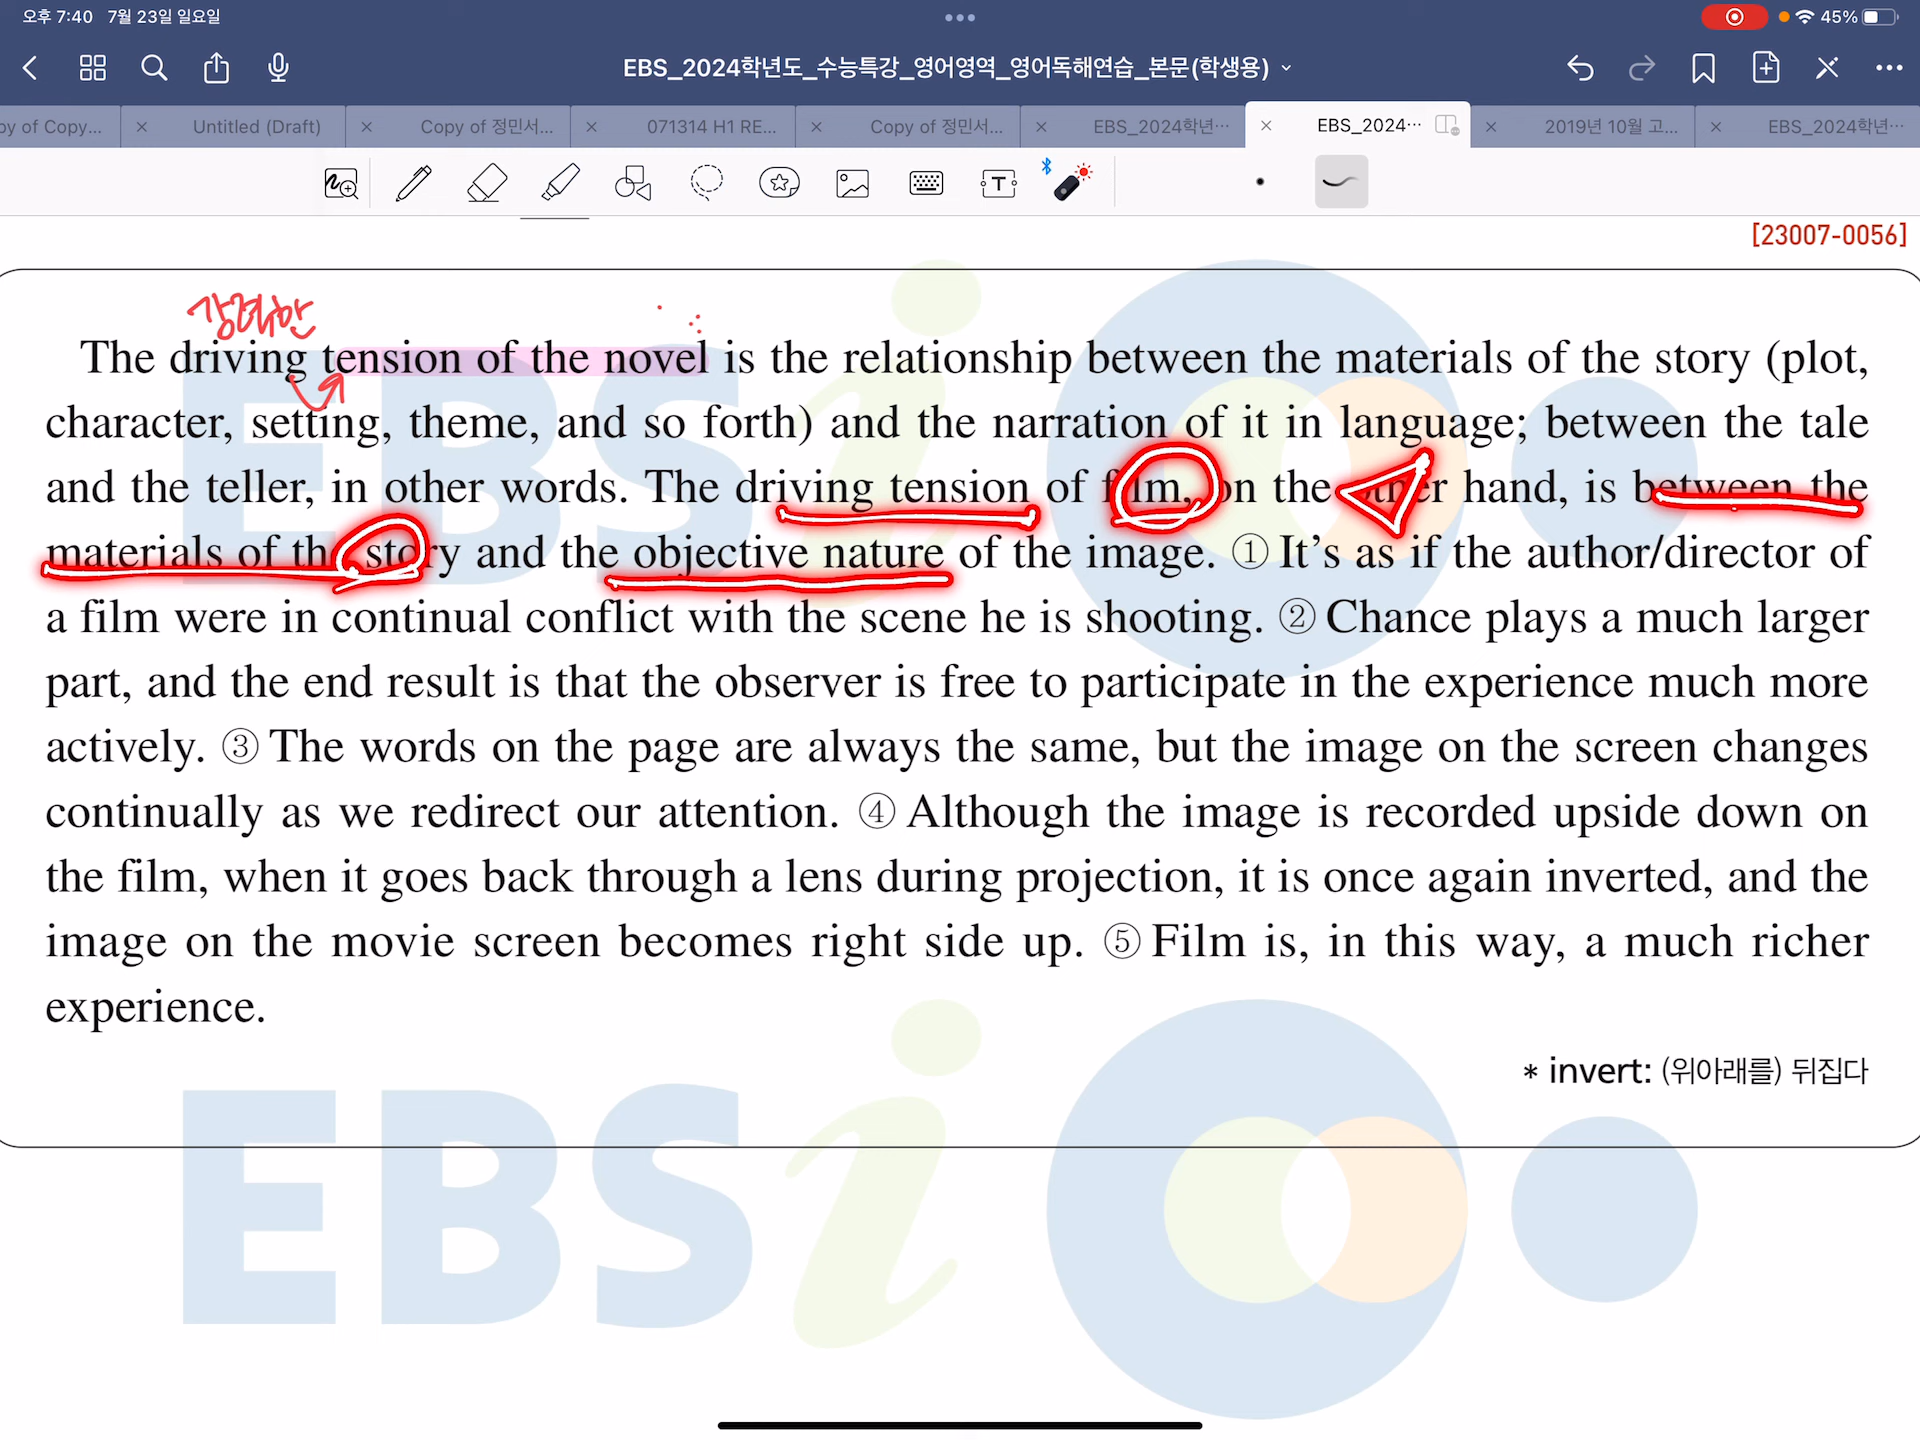 오후 7:40 7월 23일 일요일
45%
EBS_2024학년도_수능특강_영어영역_영어독해연습_본문(학생용)
py of Copy...
Untitled (Draft)
Copy of 정민서...
071314 H1 RE...
Copy of 정민서...
EBS_2024학년···
EBS_2024···
2019년 10월 고...
EBS_2024학년···
[23007-0056]
강력한
The driving tension of the novel is the relationship between the materials of the story (plot,
character, setting, theme, and so forth) and the narration of it in language; between the tale
and the teller, in other words. The driving tension of film, on the other hand, is between the
materials of the story and the objective nature of the image. ① It’s as if the author/director of
a film were in continual conflict with the scene he is shooting. ② Chance plays a much larger
part, and the end result is that the observer is free to participate in the experience much more
actively. ③ The words on the page are always the same, but the image on the screen changes
continually as we redirect our attention. ④ Although the image is recorded upside down on
the film, when it goes back through a lens during projection, it is once again inverted, and the
image on the movie screen becomes right side up. ⑤ Film is, in this way, a much richer
experience.
* invert: (위아래를) 뒤집다
EBSi
EBSi